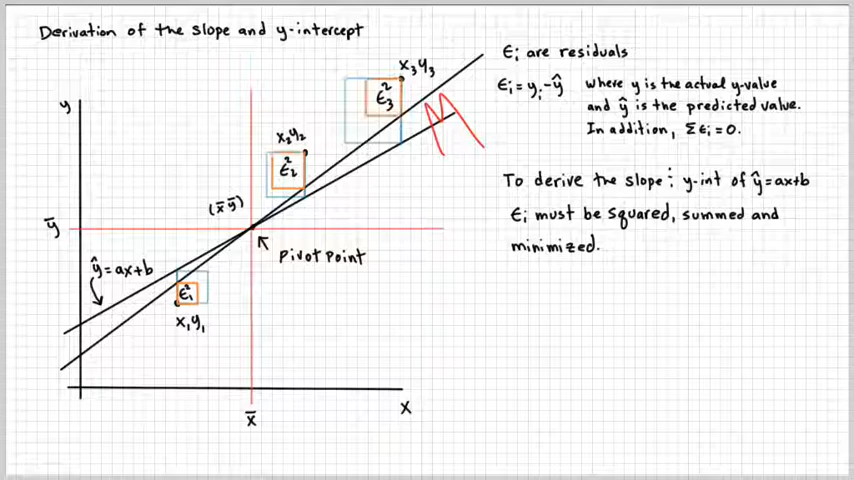 Derivation of the slope and y-intercept
ϵᵢ are residuals
ϵᵢ = yᵢ - ŷ where y is the actual y-value
and ŷ is the predicted value.
In addition, Σϵᵢ = 0.
To derive the slope : y-int of ŷ = ax+b
ϵᵢ must be squared, summed and
minimized.
y
x₃y₃
ϵ₃²
x₂y₂
ϵ₂²
(x̄ ȳ)
ȳ
Pivot Point
ŷ = ax+b
ϵ₁²
x₁y₁
x̄
x